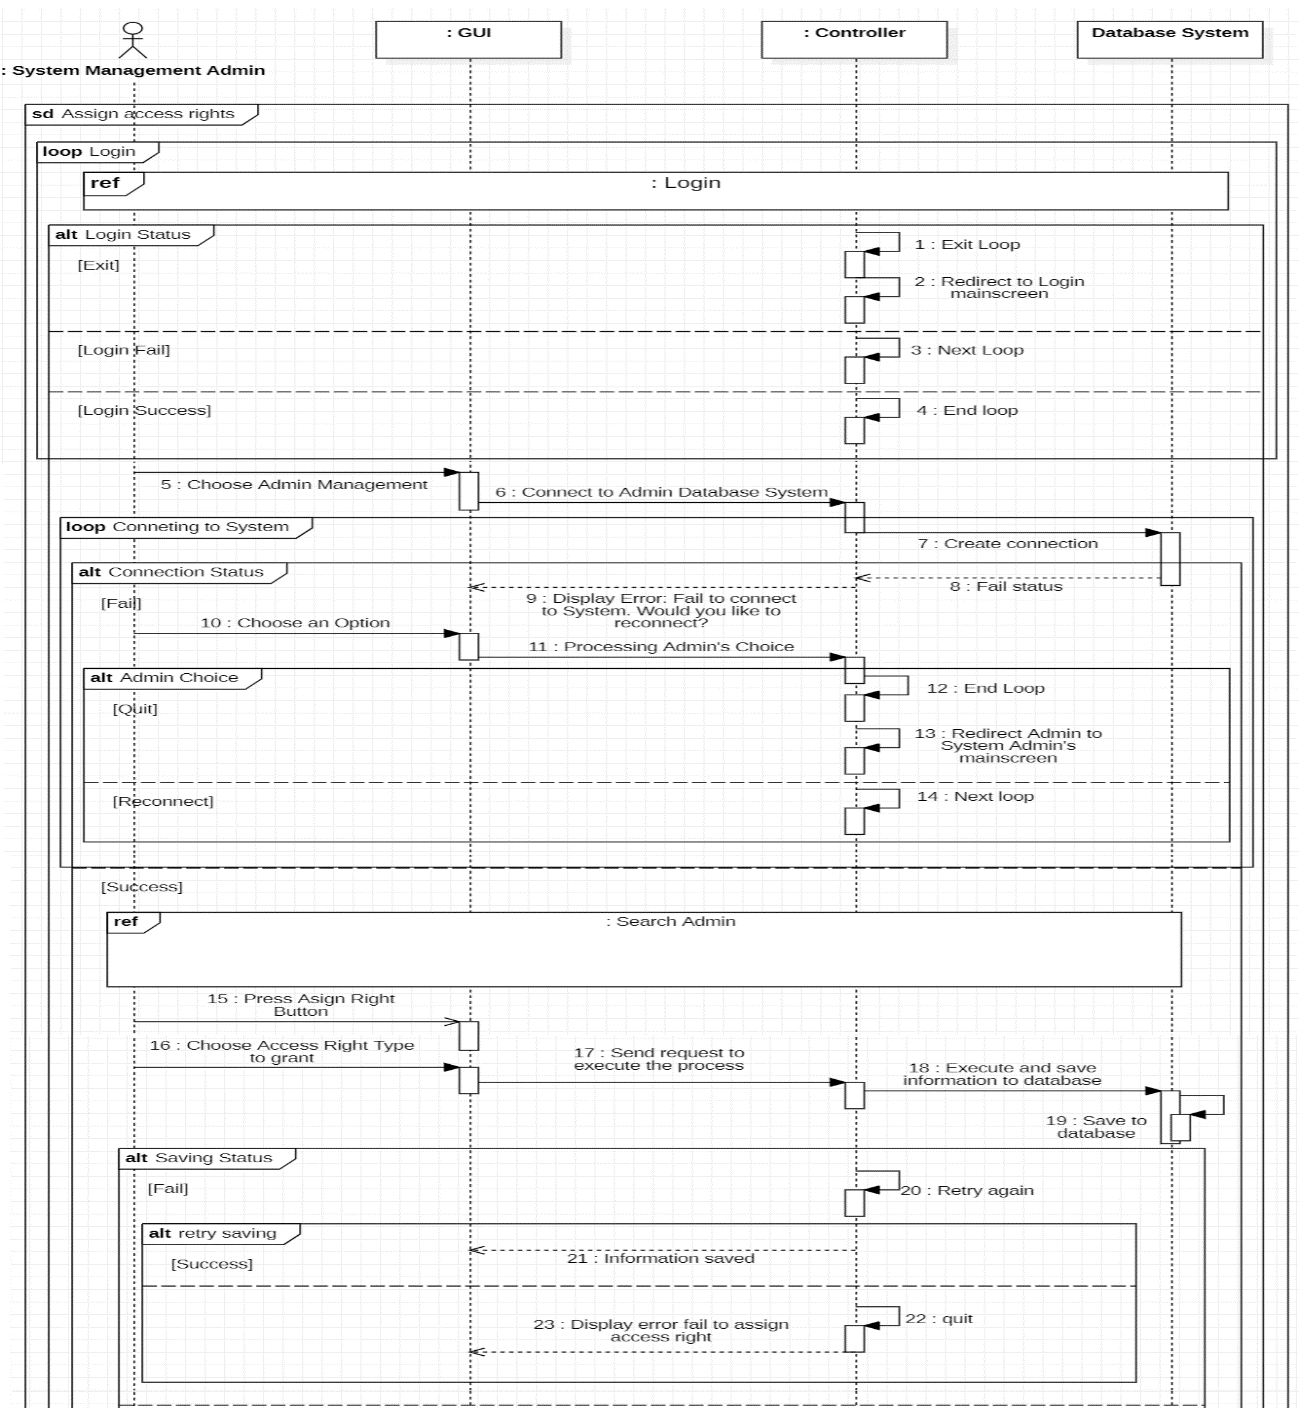 : GUI
: Controller
Database System
: System Management Admin
sd Assign access rights
loop Login
ref
: Login
alt Login Status
[Exit]
1 : Exit Loop
2 : Redirect to Login
mainscreen
[Login Fail]
3 : Next Loop
[Login Success]
4 : End loop
5 : Choose Admin Management
6 : Connect to Admin Database System
loop Conneting to System
7 : Create connection
alt Connection Status
8 : Fail status
[Fail]
9 : Display Error: Fail to connect
to System. Would you like to
reconnect?
10 : Choose an Option
11 : Processing Admin's Choice
alt Admin Choice
12 : End Loop
[Quit]
13 : Redirect Admin to
System Admin's
mainscreen
[Reconnect]
14 : Next loop
[Success]
ref
: Search Admin
15 : Press Asign Right
Button
16 : Choose Access Right Type
to grant
17 : Send request to
execute the process
18 : Execute and save
information to database
19 : Save to
database
alt Saving Status
[Fail]
20 : Retry again
alt retry saving
[Success]
21 : Information saved
22 : quit
23 : Display error fail to assign
access right